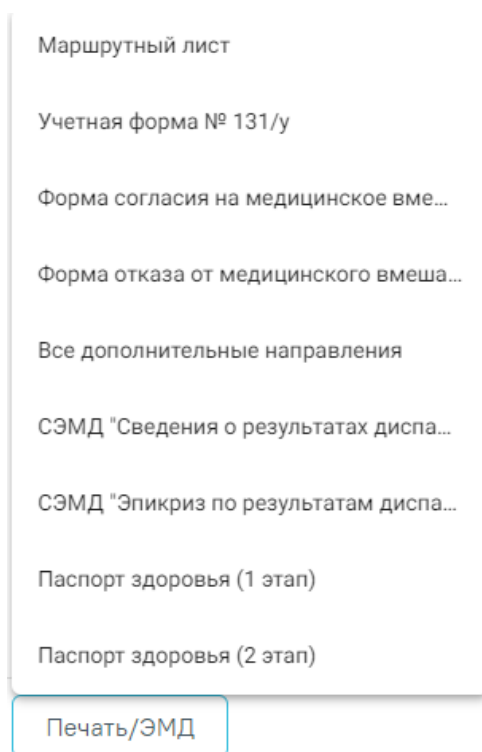 Маршрутный лист
Учетная форма № 131/у
Форма согласия на медицинское вме...
Форма отказа от медицинского вмеша...
Все дополнительные направления
СЭМД "Сведения о результатах диспа...
СЭМД "Эпикриз по результатам диспа...
Паспорт здоровья (1 этап)
Паспорт здоровья (2 этап)
Печать/ЭМД